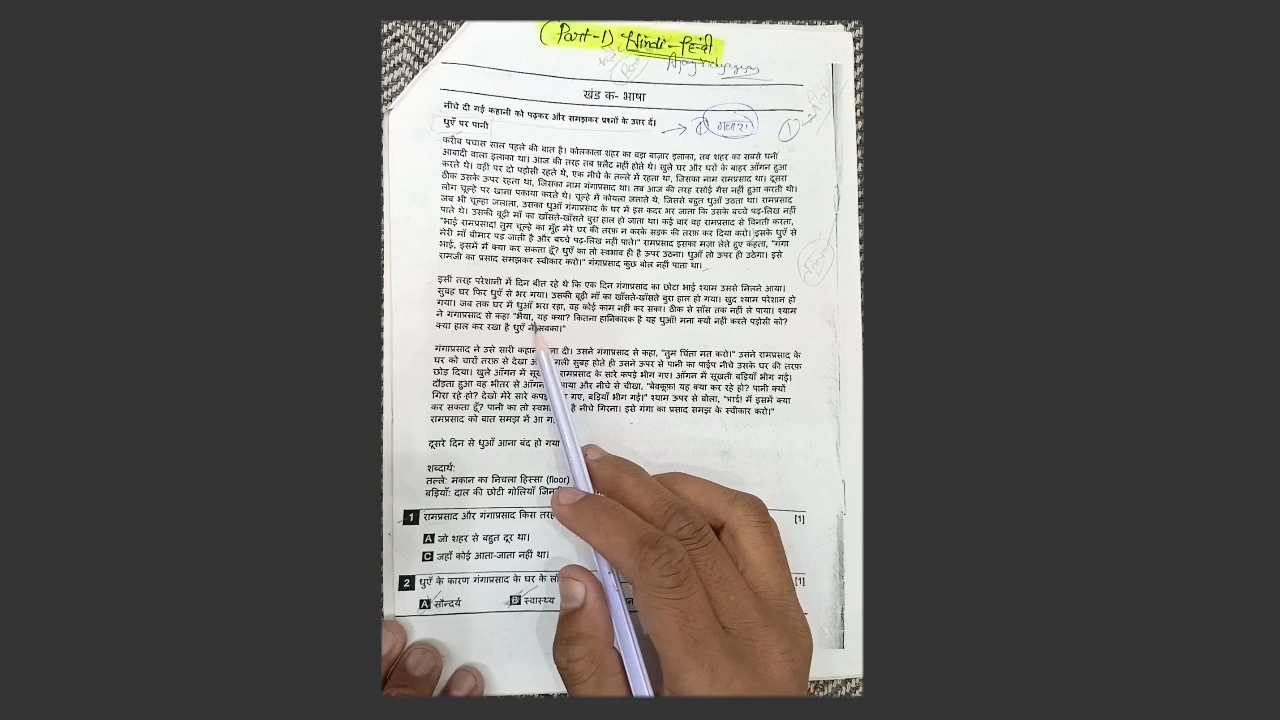 (Part-1) Hindi - हिंदी
खंड क- भाषा
नीचे दी गई कहानी को पढ़कर और समझकर प्रश्नों के उत्तर दें।
धुएँ पर पानी
गद्यांश
1
करीब पचास साल पहले की बात है। कोलकाता शहर का बड़ा बाज़ार इलाका, तब शहर का सबसे घनी
आबादी वाला इलाका था। आज की तरह तब फ़्लैट नहीं होते थे। खुले घर और घरों के बाहर आँगन हुआ
करते थे। वहीं पर दो पड़ोसी रहते थे, एक नीचे के तल्ले में रहता था, जिसका नाम रामप्रसाद था। दूसरा
ठीक उसके ऊपर रहता था, जिसका नाम गंगाप्रसाद था। तब आज की तरह रसोई गैस नहीं हुआ करती थी।
लोग चूल्हे पर खाना पकाया करते थे। चूल्हे में कोयला जलाते थे, जिससे बहुत धुआँ उठता था। रामप्रसाद
जब भी चूल्हा जलाता, उसका धुआँ गंगाप्रसाद के घर में इस कदर भर जाता कि उसके बच्चे पढ़-लिख नहीं
पाते थे। उसकी बूढ़ी माँ का खाँसते-खाँसते बुरा हाल हो जाता था। कई बार वह रामप्रसाद से विनती करता,
"भाई रामप्रसाद! तुम चूल्हे का मुँह मेरे घर की तरफ़ न करके सड़क की तरफ़ कर दिया करो। इसके धुएँ से
मेरी माँ बीमार पड़ जाती है और बच्चे पढ़-लिख नहीं पाते।" रामप्रसाद इसका मज़ा लेते हुए कहता, "गंगा
भाई, इसमें मैं क्या कर सकता हूँ? धुएँ का तो स्वभाव ही है ऊपर उठना। धुआँ तो ऊपर ही उठेगा। इसे
रामजी का प्रसाद समझकर स्वीकार करो।" गंगाप्रसाद कुछ बोल नहीं पाता था।
इसी तरह परेशानी में दिन बीत रहे थे कि एक दिन गंगाप्रसाद का छोटा भाई श्याम उससे मिलने आया।
सुबह घर फिर धुएँ से भर गया। उसकी बूढ़ी माँ का खाँसते-खाँसते बुरा हाल हो गया। खुद श्याम परेशान हो
गया। जब तक घर में धुआँ भरा रहा, वह कोई काम नहीं कर सका। ठीक से साँस तक नहीं ले पाया। श्याम
ने गंगाप्रसाद से कहा "भैया, यह क्या? कितना हानिकारक है यह धुआँ! मना क्यों नहीं करते पड़ोसी को?
क्या हाल कर रखा है धुएँ ने सबका।"
गंगाप्रसाद ने उसे सारी कहानी ना दी। उसने गंगाप्रसाद से कहा, "तुम चिंता मत करो।" उसने रामप्रसाद के
घर को चारों तरफ़ से देखा गली सुबह होते ही उसने ऊपर से पानी का पाईप नीचे उसके घर की तरफ़
छोड़ दिया। खुले आँगन में सूख रामप्रसाद के सारे कपड़े भीग गए। आँगन में सूखती बड़ियाँ भीग गईं।
दौड़ता हुआ वह भीतर से आँगन आया और नीचे से चीखा, "बेवकूफ़! यह क्या कर रहे हो? पानी क्यों
गिरा रहे हो? देखो मेरे सारे कपड़े गए, बड़ियाँ भीग गईं।" श्याम ऊपर से बोला, "भाई! मैं इसमें क्या
कर सकता हूँ? पानी का तो स्वभा है नीचे गिरना। इसे गंगा का प्रसाद समझ के स्वीकार करो।"
रामप्रसाद को बात समझ में आ ग
दूसरे दिन से धुआँ आना बंद हो गया
शब्दार्थ:
तल्ले: मकान का निचला हिस्सा (floor)
बड़ियाँ: दाल की छोटी गोलियाँ
1 रामप्रसाद और गंगाप्रसाद किस तरह [1]
A जो शहर से बहुत दूर था।
C जहाँ कोई आता-जाता नहीं था।
2 धुएँ के कारण गंगाप्रसाद के घर के लो [1]
A सौन्दर्य B स्वास्थ्य